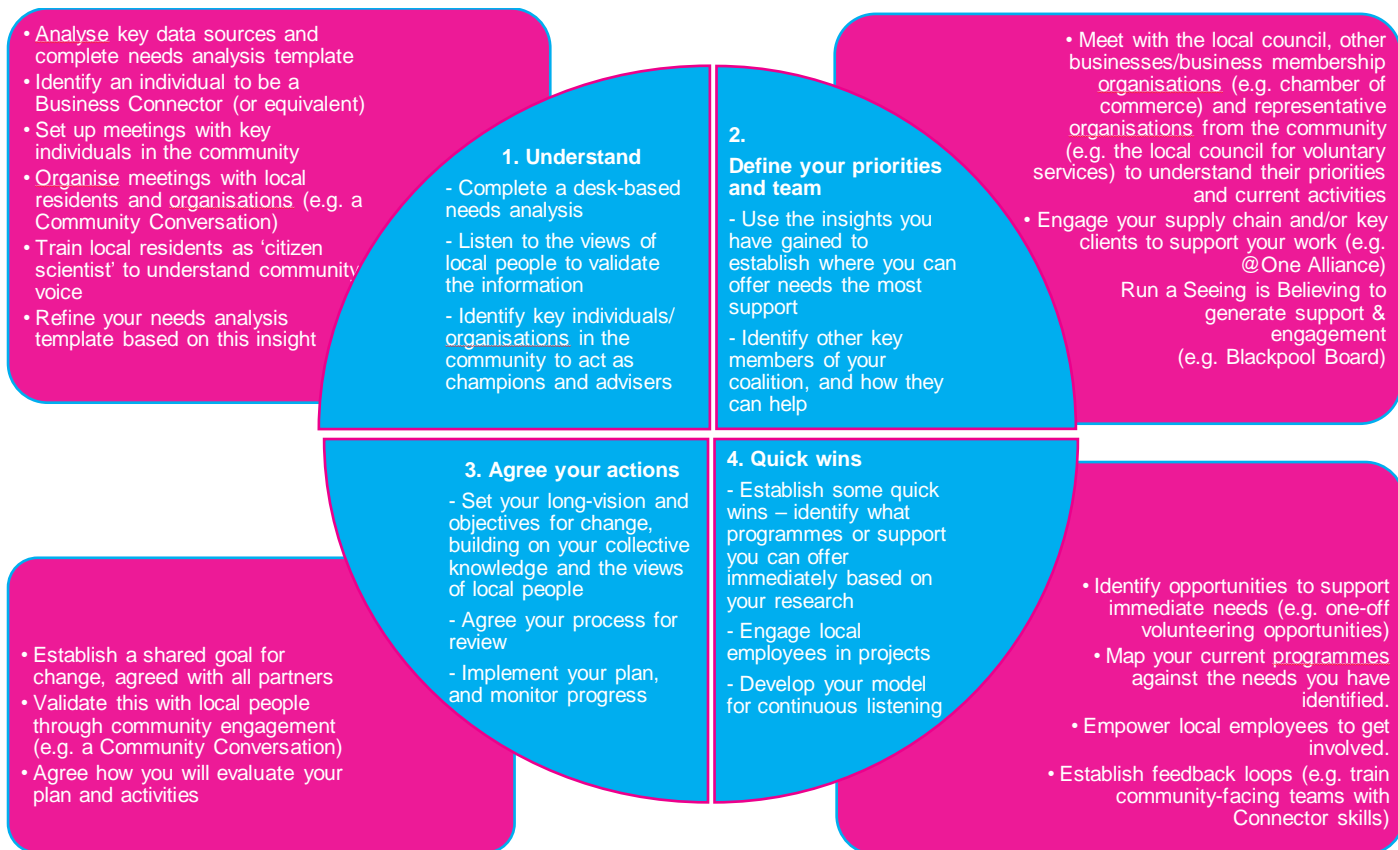 • Analyse key data sources and
complete needs analysis template
• Identify an individual to be a
Business Connector (or equivalent)
• Set up meetings with key
individuals in the community
• Organise meetings with local
residents and organisations (e.g. a
Community Conversation)
• Train local residents as ‘citizen
scientist’ to understand community
voice
• Refine your needs analysis
template based on this insight
1. Understand
- Complete a desk-based
needs analysis
- Listen to the views of
local people to validate
the information
- Identify key individuals/
organisations in the
community to act as
champions and advisers
2.
Define your priorities
and team
- Use the insights you
have gained to
establish where you can
offer needs the most
support
- Identify other key
members of your
coalition, and how they
can help
• Meet with the local council, other
businesses/business membership
organisations (e.g. chamber of
commerce) and representative
organisations from the community
(e.g. the local council for voluntary
services) to understand their priorities
and current activities
• Engage your supply chain and/or key
clients to support your work (e.g.
@One Alliance)
Run a Seeing is Believing to
generate support &
engagement
(e.g. Blackpool Board)
• Establish a shared goal for
change, agreed with all partners
• Validate this with local people
through community engagement
(e.g. a Community Conversation)
• Agree how you will evaluate your
plan and activities
3. Agree your actions
- Set your long-vision and
objectives for change,
building on your collective
knowledge and the views
of local people
- Agree your process for
review
- Implement your plan,
and monitor progress
4. Quick wins
- Establish some quick
wins – identify what
programmes or support
you can offer
immediately based on
your research
- Engage local
employees in projects
- Develop your model
for continuous listening
• Identify opportunities to support
immediate needs (e.g. one-off
volunteering opportunities)
• Map your current programmes
against the needs you have
identified.
• Empower local employees to get
involved.
• Establish feedback loops (e.g. train
community-facing teams with
Connector skills)